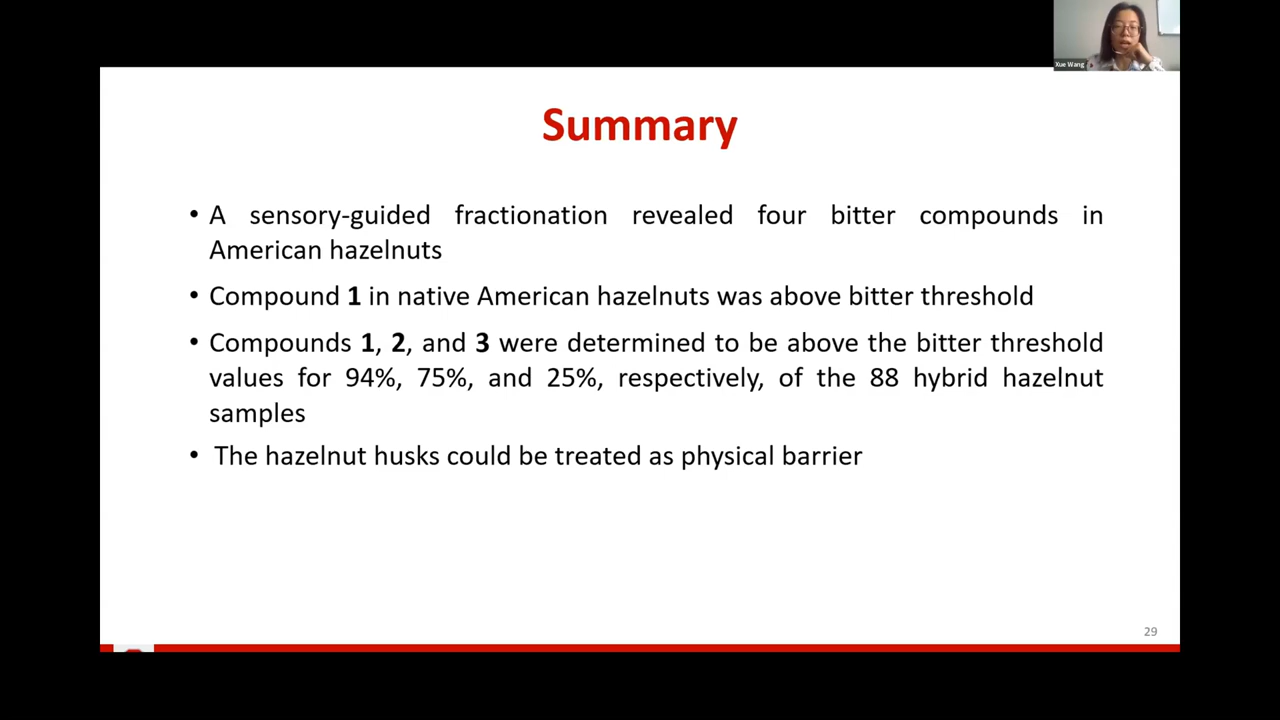 Xue Wang
Summary
• A sensory-guided fractionation revealed four bitter compounds in
American hazelnuts
• Compound 1 in native American hazelnuts was above bitter threshold
• Compounds 1, 2, and 3 were determined to be above the bitter threshold
values for 94%, 75%, and 25%, respectively, of the 88 hybrid hazelnut
samples
• The hazelnut husks could be treated as physical barrier
29